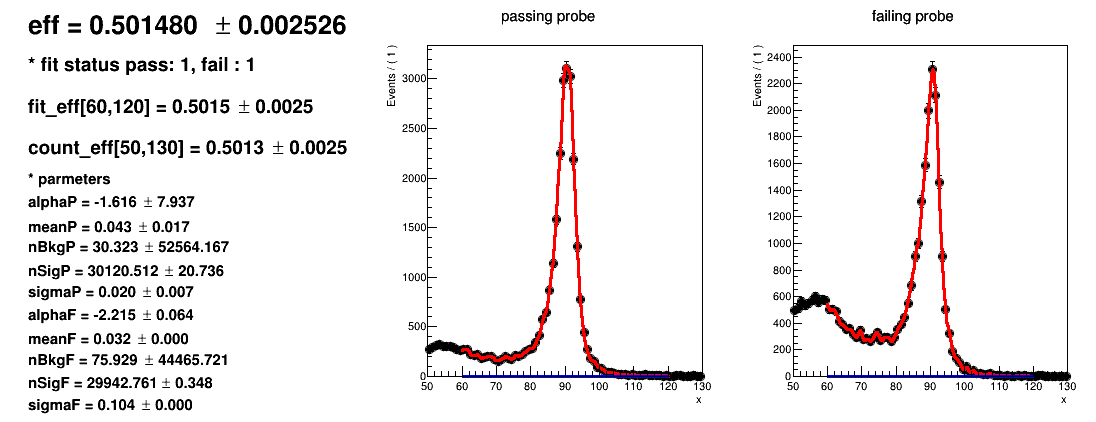 eff = 0.501480 ± 0.002526
* fit status pass: 1, fail : 1
fit_eff[60,120] = 0.5015 ± 0.0025
count_eff[50,130] = 0.5013 ± 0.0025
* parmeters
alphaP = -1.616 ± 7.937
meanP = 0.043 ± 0.017
nBkgP = 30.323 ± 52564.167
nSigP = 30120.512 ± 20.736
sigmaP = 0.020 ± 0.007
alphaF = -2.215 ± 0.064
meanF = 0.032 ± 0.000
nBkgF = 75.929 ± 44465.721
nSigF = 29942.761 ± 0.348
sigmaF = 0.104 ± 0.000
passing probe
Events / ( 1 )
3000
2500
2000
1500
1000
500
0
50 60 70 80 90 100 110 120 130
x
failing probe
Events / ( 1 )
2400
2200
2000
1800
1600
1400
1200
1000
800
600
400
200
0
50 60 70 80 90 100 110 120 130
x